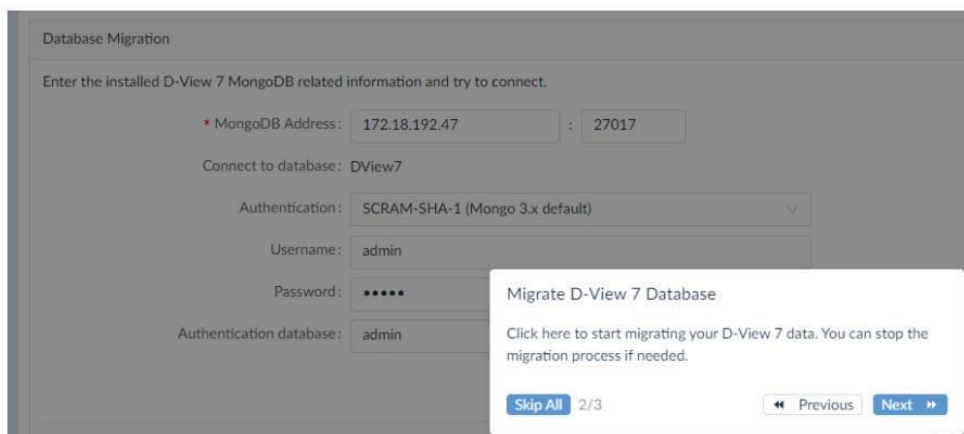 Database Migration
Enter the installed D-View 7 MongoDB related information and try to connect.
* MongoDB Address: 172.18.192.47 : 27017
Connect to database: DView7
Authentication: SCRAM-SHA-1 (Mongo 3.x default)
Username: admin
Password: •••••
Authentication database: admin
Migrate D-View 7 Database
Click here to start migrating your D-View 7 data. You can stop the
migration process if needed.
Skip All 2/3 Previous Next